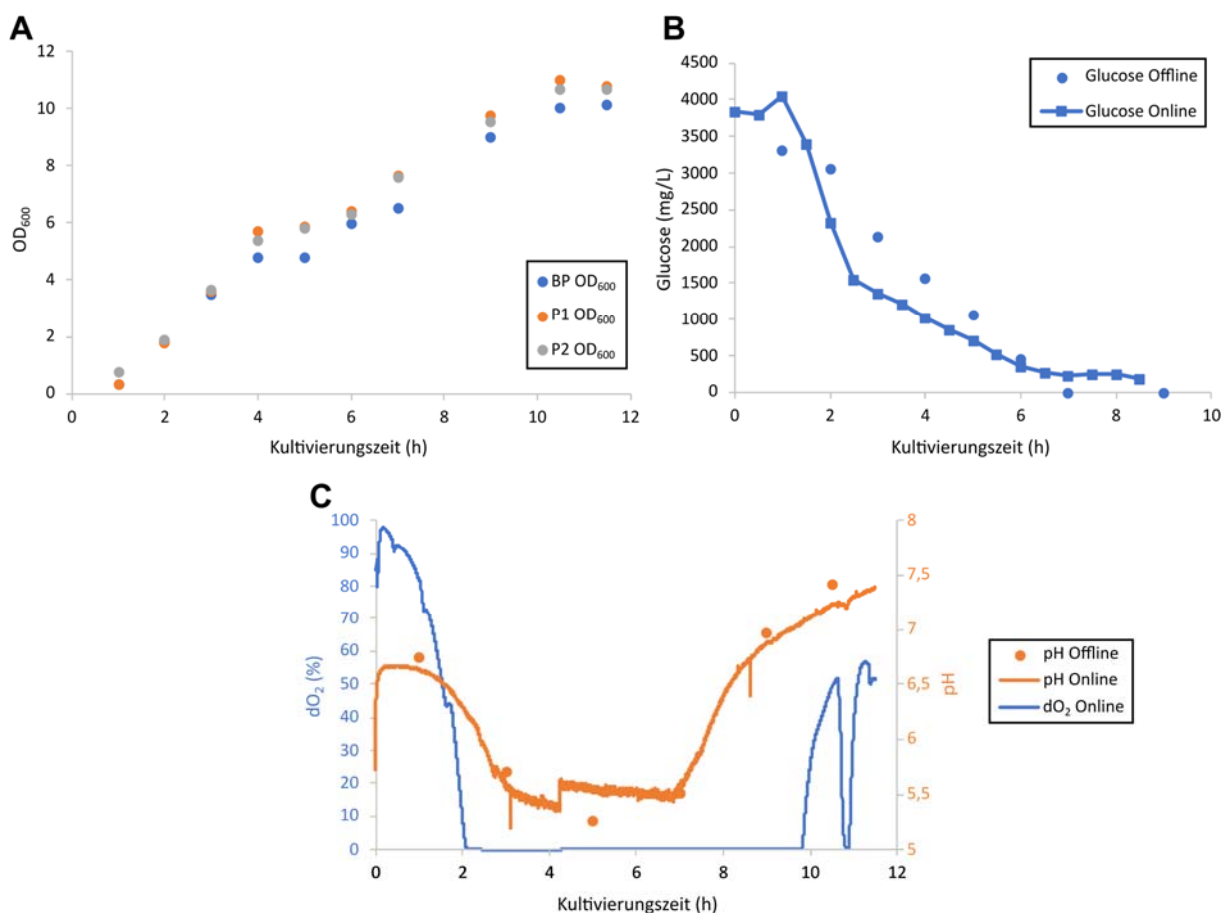 A
12
10
8
6
4
2
0
OD600
0 2 4 6 8 10 12
Kultivierungszeit (h)
BP OD600
P1 OD600
P2 OD600
B
4500
4000
3500
3000
2500
2000
1500
1000
500
0
Glucose (mg/L)
0 2 4 6 8 10
Kultivierungszeit (h)
Glucose Offline
Glucose Online
C
100
90
80
70
60
50
40
30
20
10
0
dO2 (%)
8
7,5
7
6,5
6
5,5
5
pH
0 2 4 6 8 10 12
Kultivierungszeit (h)
pH Offline
pH Online
dO2 Online